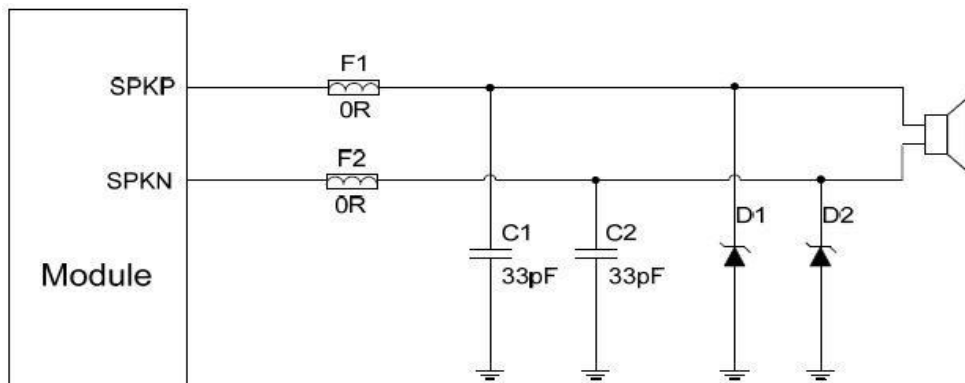 F1
SPKP
0R
F2
SPKN
0R
C1
C2
D1
D2
33pF
33pF
Module